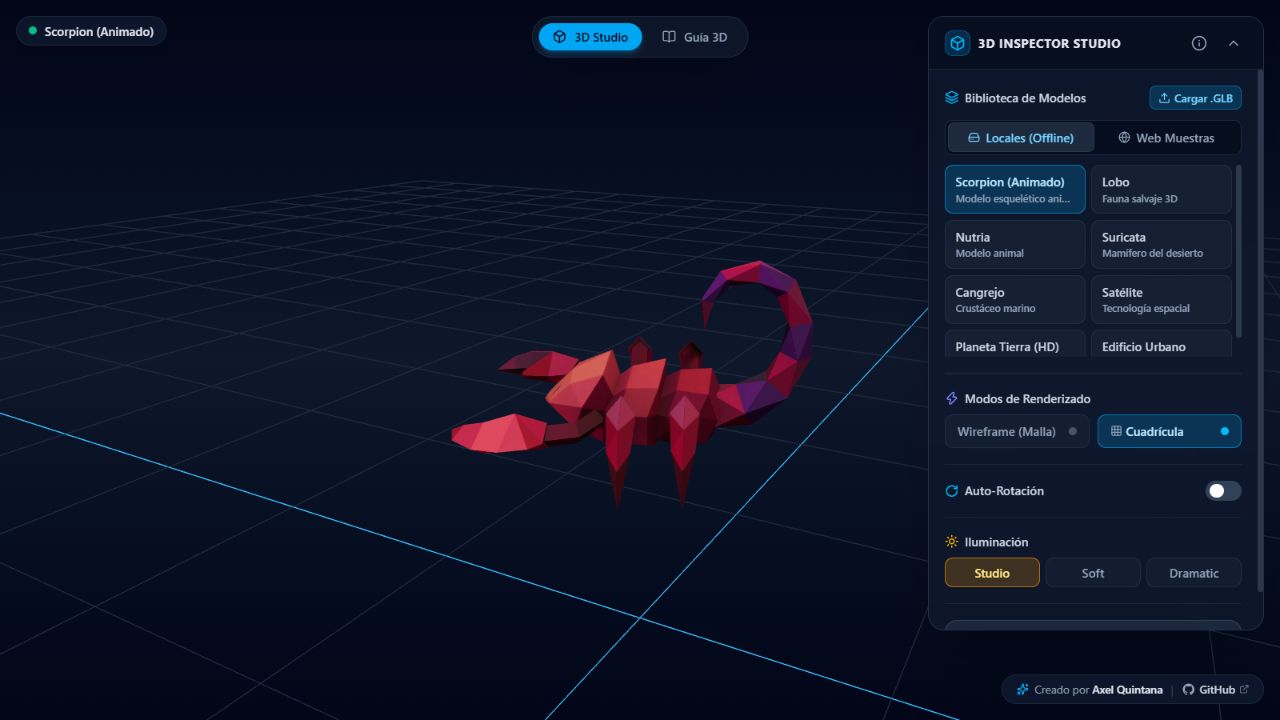 Scorpion (Animado)
3D Studio
Guía 3D
3D INSPECTOR STUDIO
Biblioteca de Modelos
Cargar .GLB
Locales (Offline)
Web Muestras
Scorpion (Animado)
Modelo esquelético ani...
Lobo
Fauna salvaje 3D
Nutria
Modelo animal
Suricata
Mamífero del desierto
Cangrejo
Crustáceo marino
Satélite
Tecnología espacial
Planeta Tierra (HD)
Edificio Urbano
Modos de Renderizado
Wireframe (Malla)
Cuadrícula
Auto-Rotación
Iluminación
Studio
Soft
Dramatic
Creado por Axel Quintana | GitHub